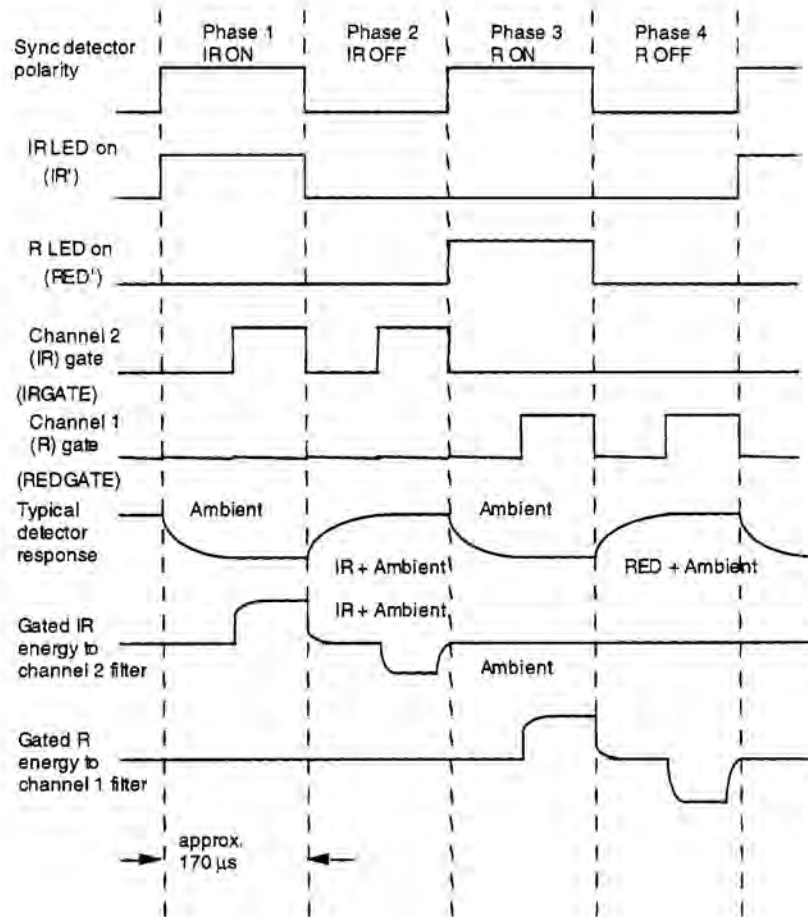 Phase 1
IR ON
Phase 2
IR OFF
Phase 3
R ON
Phase 4
R OFF
Sync detector
polarity
IR LED on
(IR')
R LED on
(RED')
Channel 2
(IR) gate
(IRGATE)
Channel 1
(R) gate
(REDGATE)
Typical
detector
response
Ambient
Ambient
IR + Ambient
RED + Ambient
IR + Ambient
Gated IR
energy to
channel 2 filter
Ambient
Gated R
energy to
channel 1 filter
approx.
170 µs